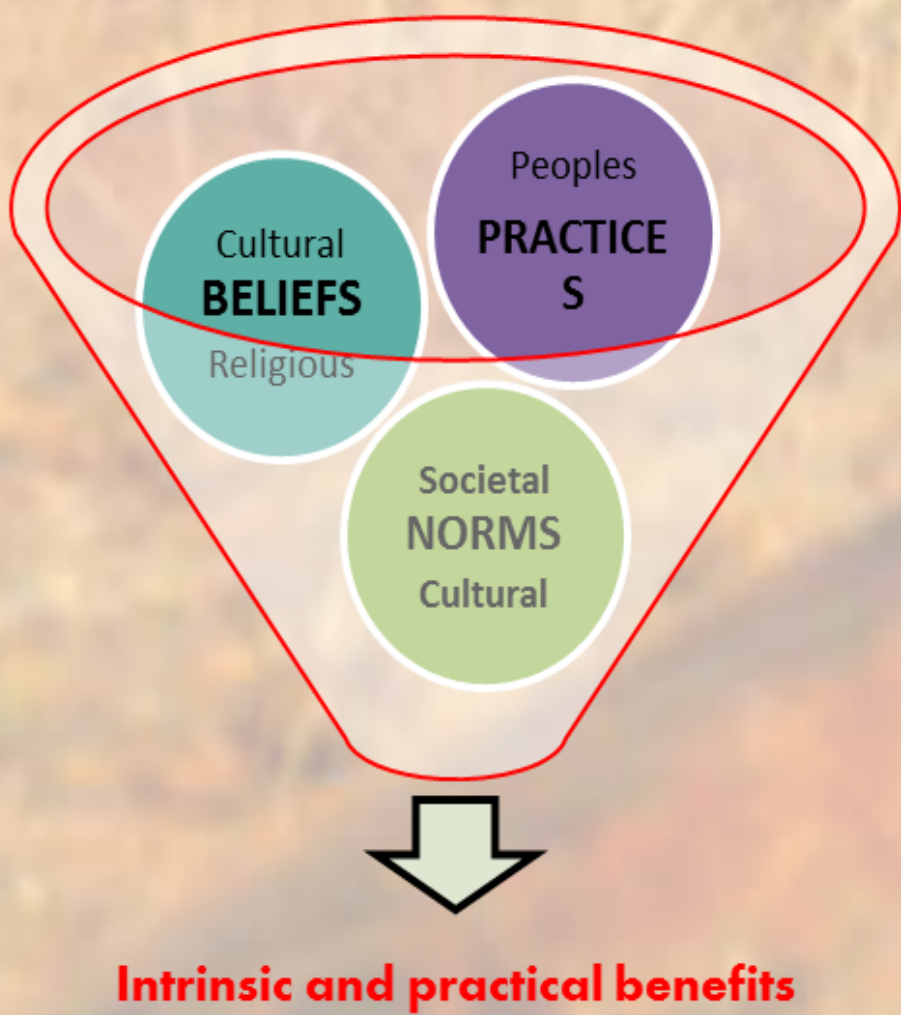 Peoples
PRACTICE
S
Cultural
BELIEFS
Religious
Societal
NORMS
Cultural
Intrinsic and practical benefits